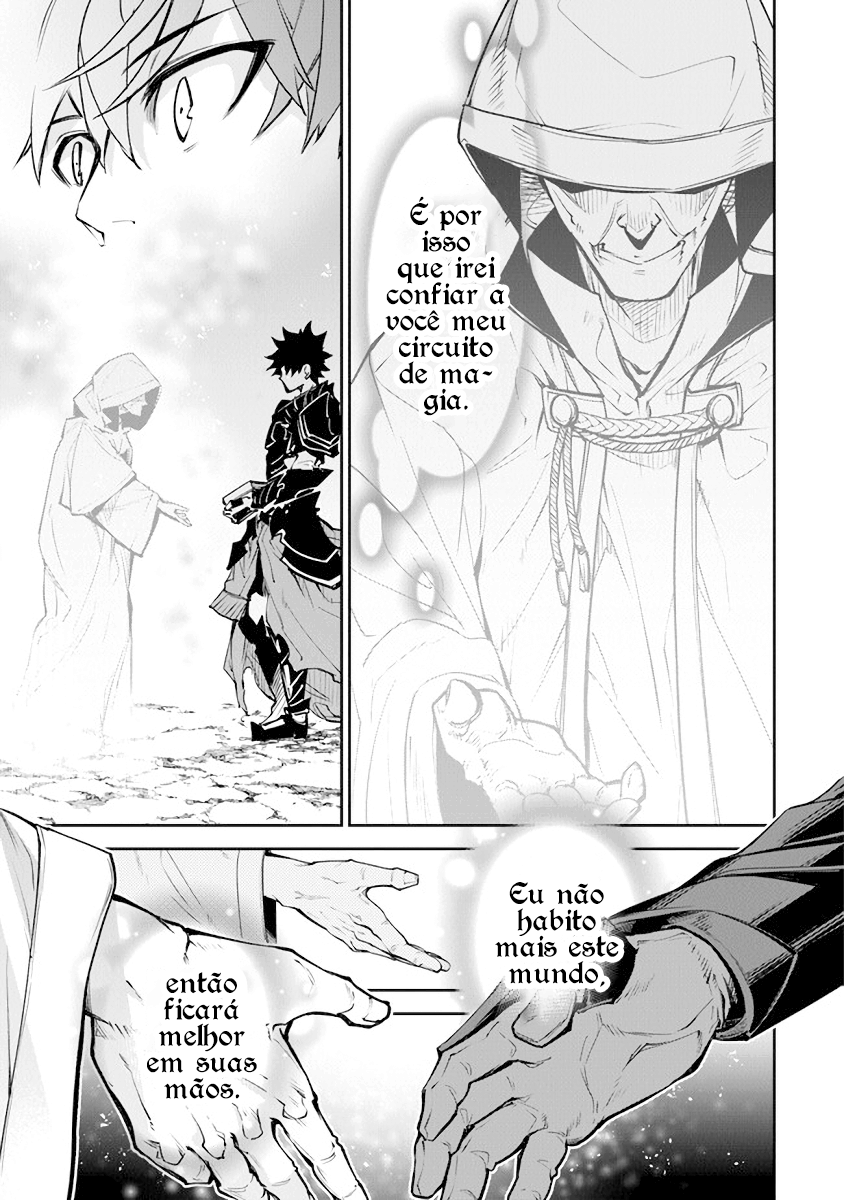 É por
isso
que irei
confiar a
você meu
circuito
de ma-
gia.
Eu não
habito
mais este
mundo,
então
ficará
melhor
em suas
mãos.